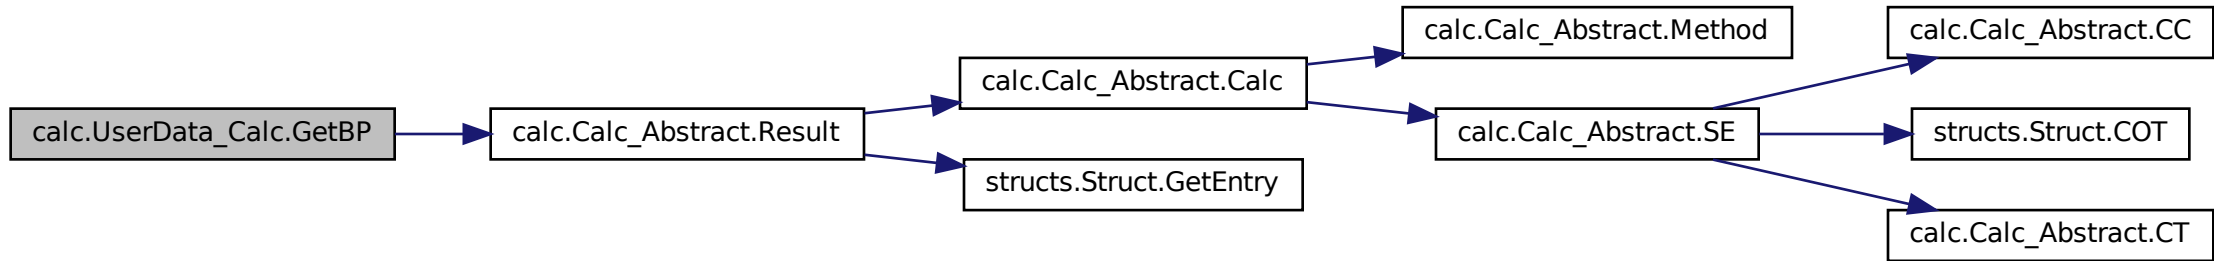 calc.UserData_Calc.GetBP
calc.Calc_Abstract.Result
calc.Calc_Abstract.Calc
structs.Struct.GetEntry
calc.Calc_Abstract.Method
calc.Calc_Abstract.SE
calc.Calc_Abstract.CC
structs.Struct.COT
calc.Calc_Abstract.CT